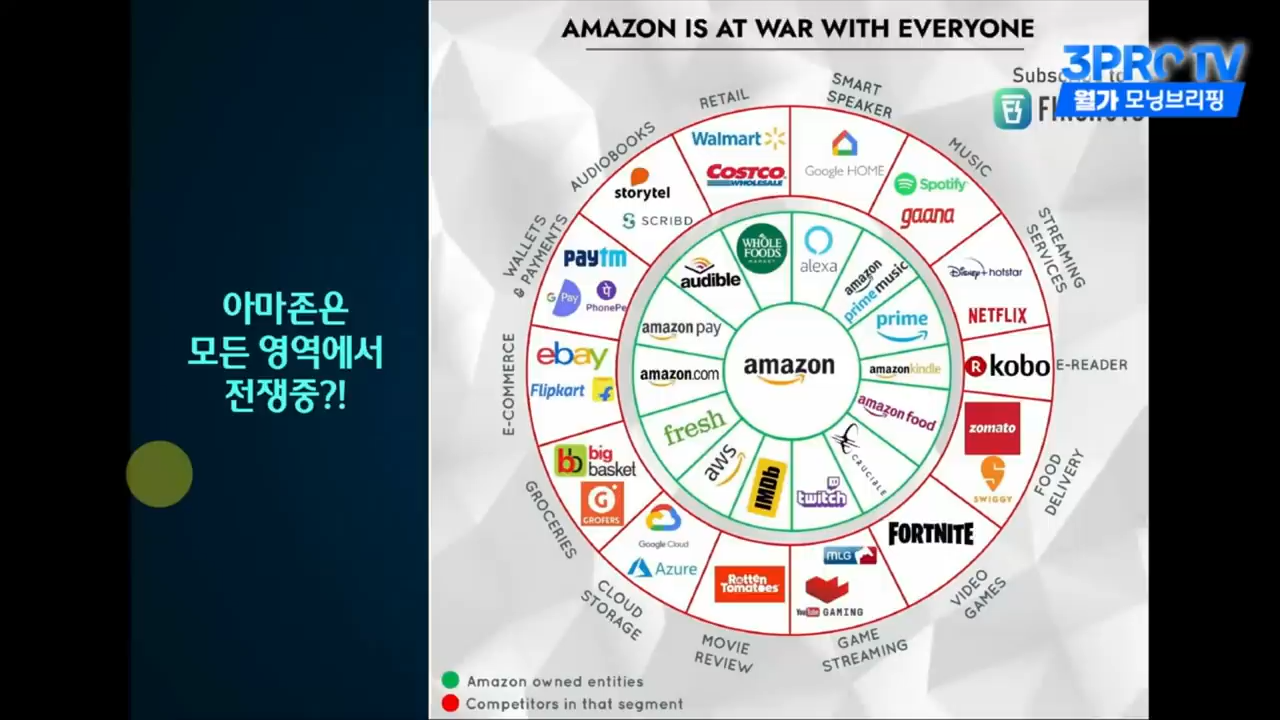 AMAZON IS AT WAR WITH EVERYONE
3PRO TV
월가 모닝브리핑
아마존은
모든 영역에서
전쟁중?!
RETAIL
Walmart
COSTCO
WHOLESALE
SMART
SPEAKER
Google HOME
MUSIC
Spotify
gaana
STREAMING
SERVICES
Disney+ hotstar
NETFLIX
E-READER
kobo
FOOD
DELIVERY
zomato
SWIGGY
VIDEO
GAMES
FORTNITE
GAME
STREAMING
MLG
YouTube GAMING
MOVIE
REVIEW
Rotten
Tomatoes
CLOUD
STORAGE
Google Cloud
Azure
GROCERIES
bb big
basket
G
GROFERS
E-COMMERCE
ebay
Flipkart
WALLETS
& PAYMENTS
paytm
G Pay
PhonePe
AUDIOBOOKS
storytel
SCRIBD
WHOLE
FOODS
MARKET
alexa
amazon
prime music
prime
amazonkindle
amazon food
CRUCIBLE
twitch
IMDb
aws
fresh
amazon.com
amazon pay
audible
amazon
Amazon owned entities
Competitors in that segment